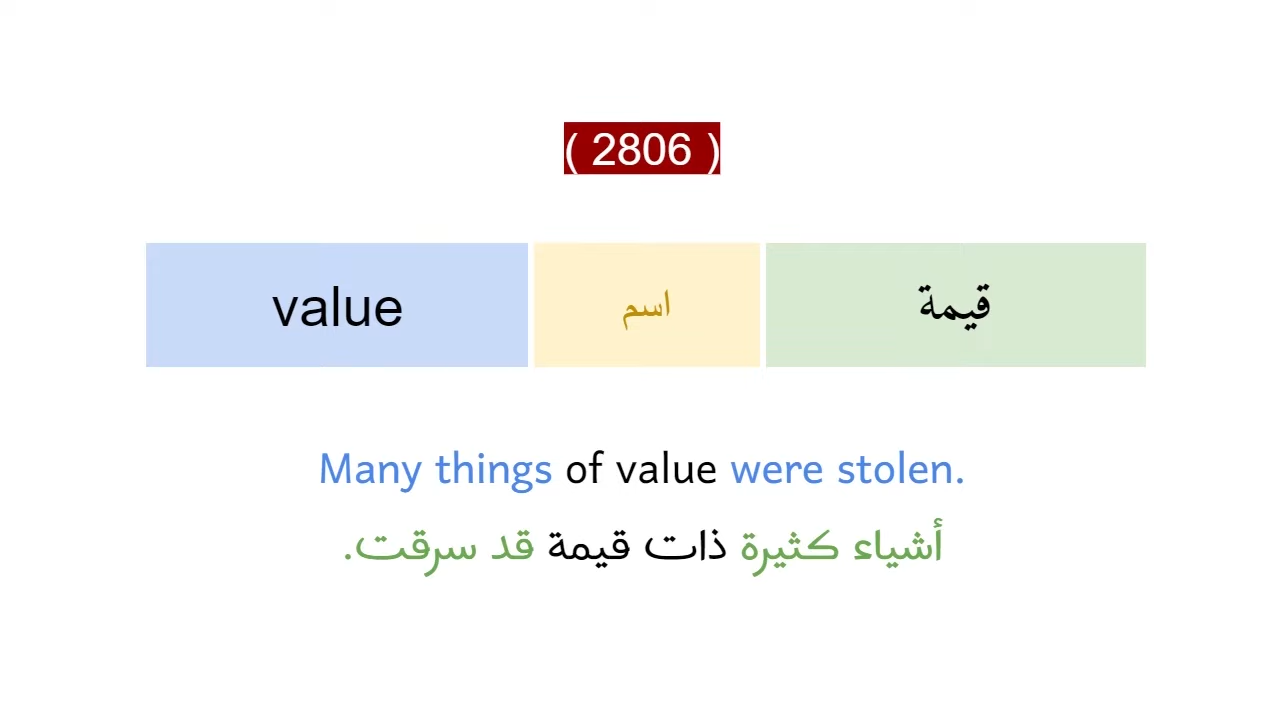 ( 2806 )
value اسم قيمة
Many things of value were stolen.
أشياء كثيرة ذات قيمة قد سرقت.